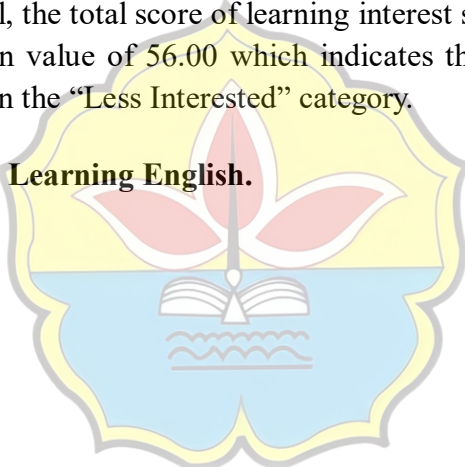 l, the total score of learning interest s
n value of 56.00 which indicates th
n the “Less Interested” category.
Learning English.